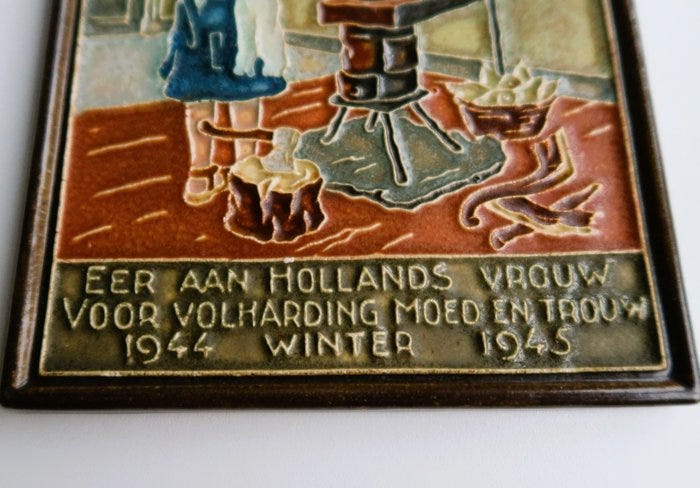 EER AAN HOLLANDS VROUW
VOOR VOLHARDING MOED EN TROUW
1944 WINTER 1945